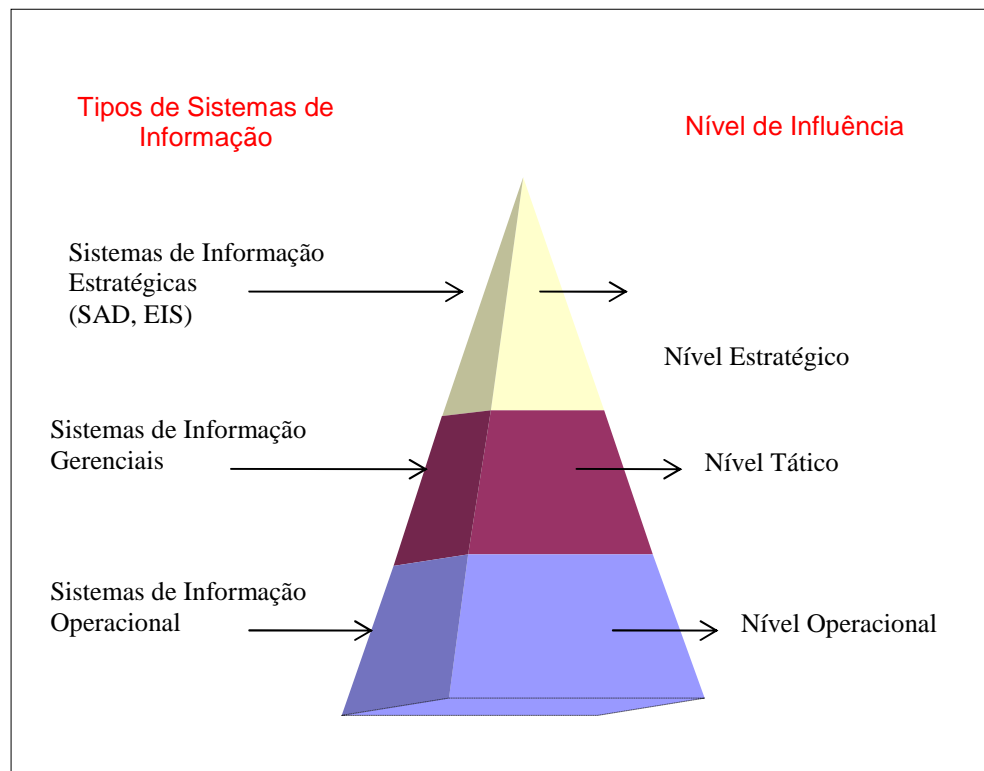 Tipos de Sistemas de
Informação
Nível de Influência
Sistemas de Informação
Estratégicas
(SAD, EIS)
Nível Estratégico
Sistemas de Informação
Gerenciais
Nível Tático
Sistemas de Informação
Operacional
Nível Operacional